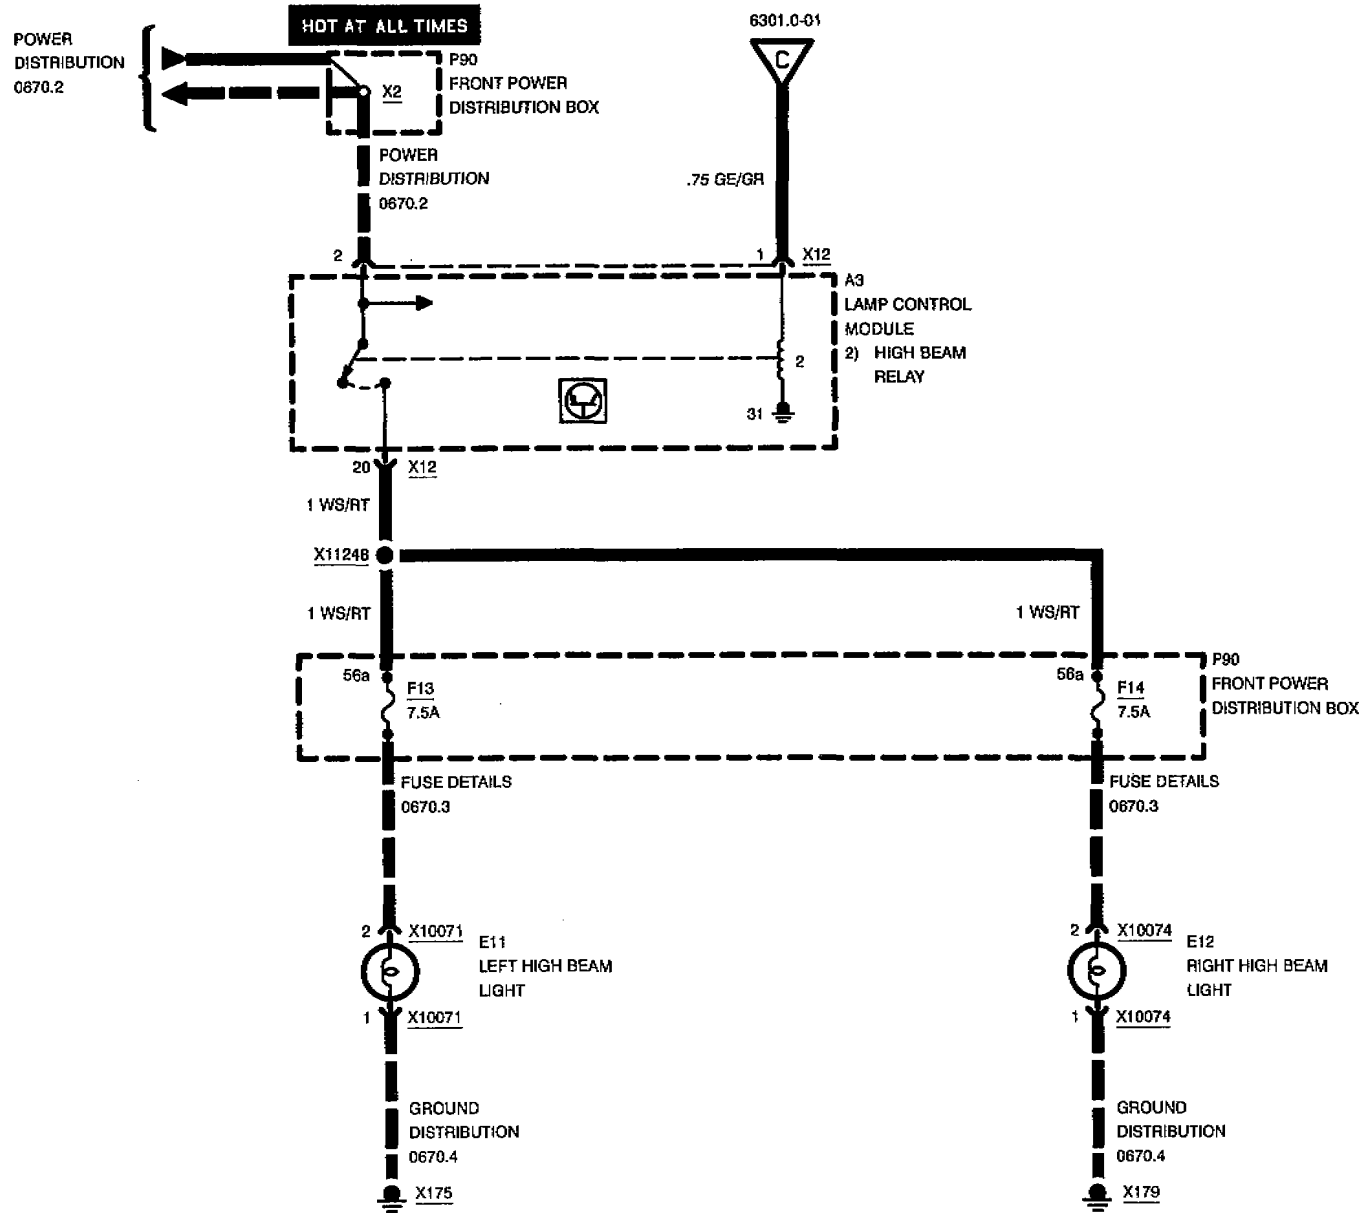 HOT AT ALL TIMES
6301.0-01
POWER
DISTRIBUTION
0670.2
P90
FRONT POWER
DISTRIBUTION BOX
X2
C
POWER
DISTRIBUTION
0670.2
.75 GE/GR
2
1
X12
A3
LAMP CONTROL
MODULE
2) HIGH BEAM
RELAY
2
31
20
X12
1 WS/RT
X11248
1 WS/RT
1 WS/RT
56a
F13
7.5A
56a
F14
7.5A
P90
FRONT POWER
DISTRIBUTION BOX
FUSE DETAILS
0670.3
FUSE DETAILS
0670.3
2
X10071
E11
LEFT HIGH BEAM
LIGHT
1
X10071
2
X10074
E12
RIGHT HIGH BEAM
LIGHT
1
X10074
GROUND
DISTRIBUTION
0670.4
GROUND
DISTRIBUTION
0670.4
X175
X179